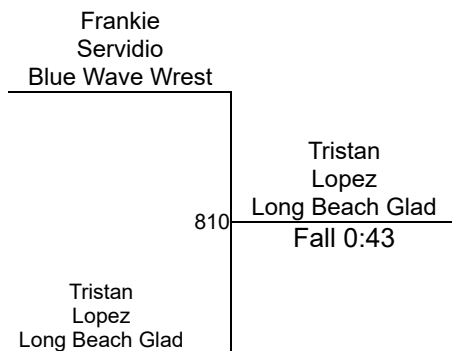 Frankie
Servidio
Blue Wave Wrest
Tristan
Lopez
Long Beach Glad
810
Fall 0:43
Tristan
Lopez
Long Beach Glad